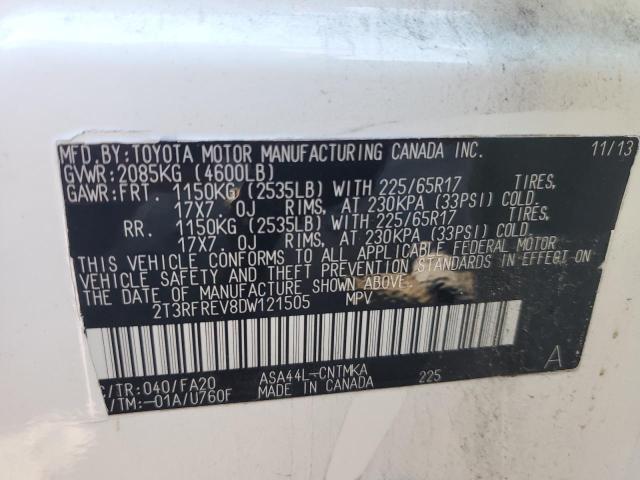 MFD. BY: TOYOTA MOTOR MANUFACTURING CANADA INC. 11/13
GVWR: 2085KG (4600LB)
GAWR: FRT. 1150KG (2535LB) WITH 225/65R17 TIRES,
17X7.0J RIMS, AT 230KPA (33PSI) COLD.
RR. 1150KG (2535LB) WITH 225/65R17 TIRES,
17X7.0J RIMS, AT 230KPA (33PSI) COLD.
THIS VEHICLE CONFORMS TO ALL APPLICABLE FEDERAL MOTOR
VEHICLE SAFETY AND THEFT PREVENTION STANDARDS IN EFFECT ON
THE DATE OF MANUFACTURE SHOWN ABOVE.
2T3RFREV8DW121505 MPV
/TR: 040/FA20 ASA44L-CNTMKA 225 A
/TM: -01A/U760F MADE IN CANADA